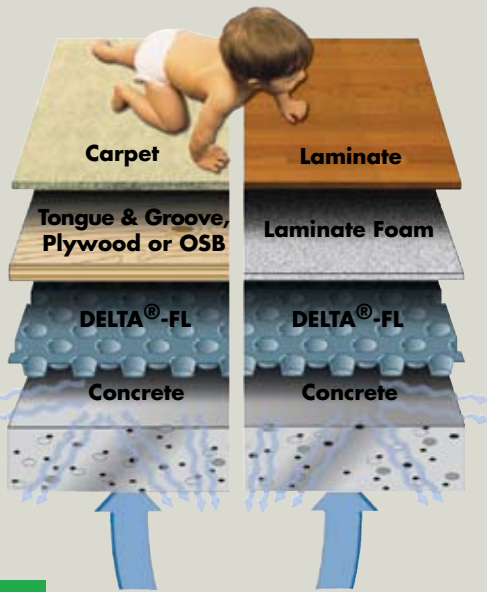 Carpet
Laminate
Tongue & Groove,
Plywood or OSB
Laminate Foam
DELTA®-FL
DELTA®-FL
Concrete
Concrete